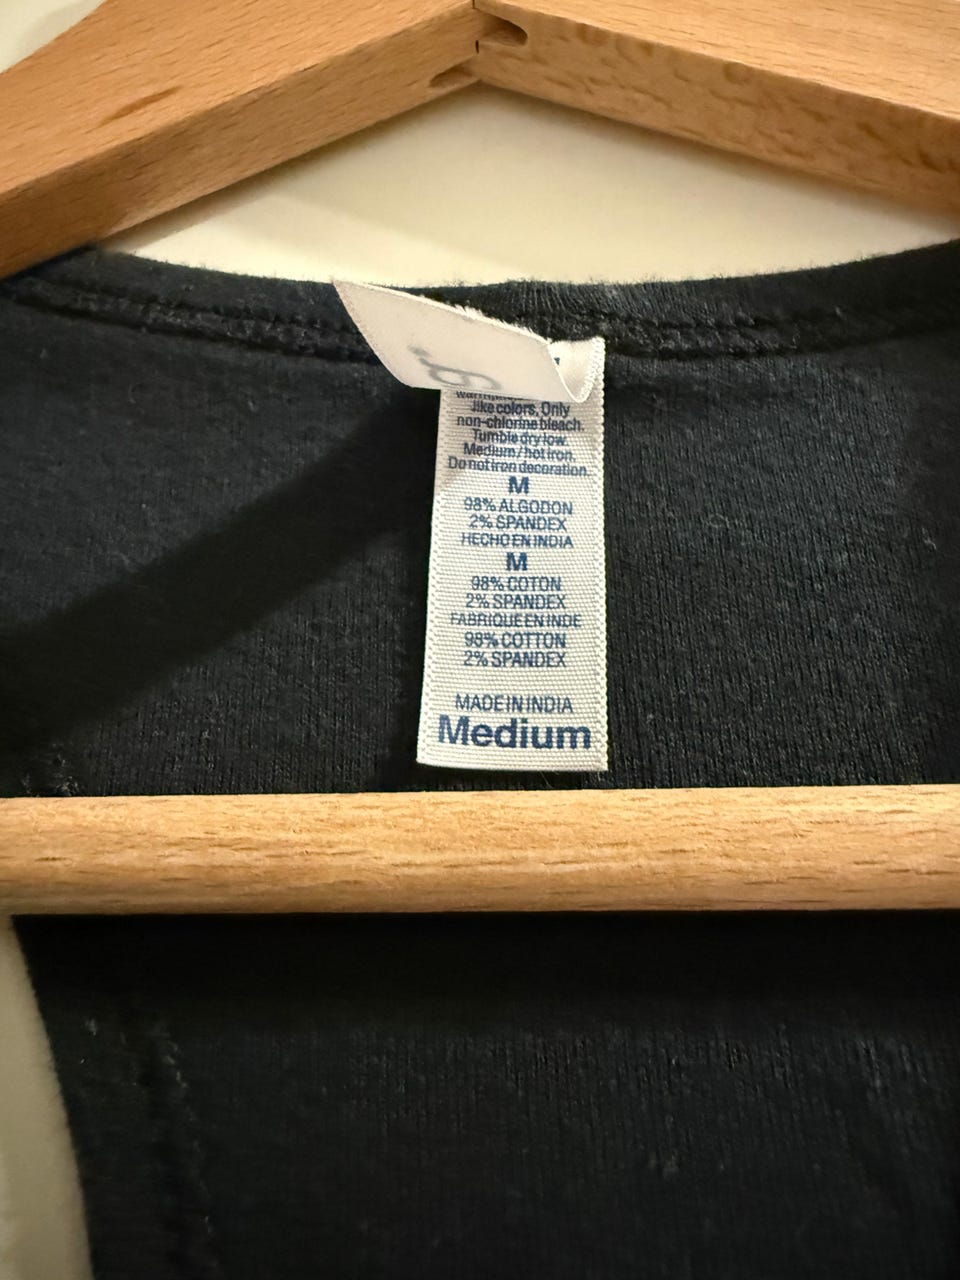 like colors. Only
non-chlorine bleach.
Tumble dry low.
Medium/hot iron.
Do not iron decoration.
M
98% ALGODON
2% SPANDEX
HECHO EN INDIA
M
98% COTON
2% SPANDEX
FABRIQUE EN INDE
98% COTTON
2% SPANDEX
MADE IN INDIA
Medium